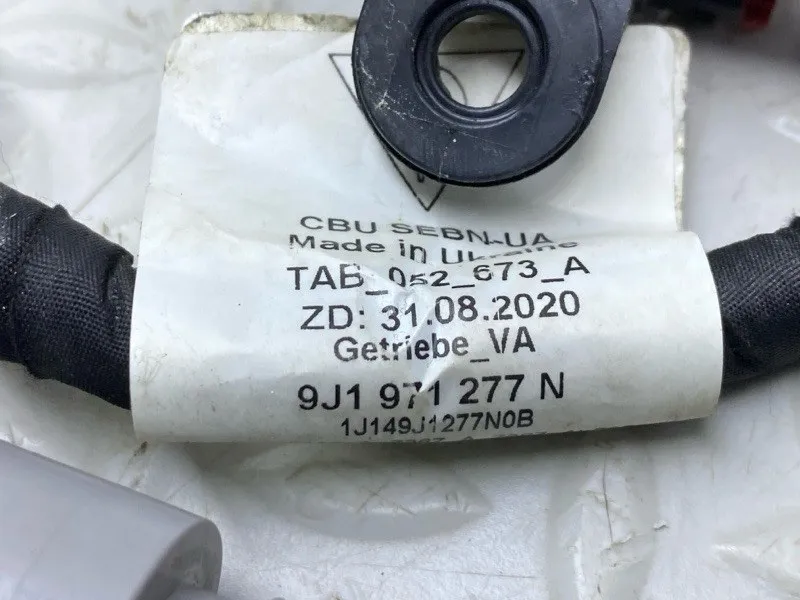 CBU SEBN-UA
Made in Ukraine
TAB_052_673_A
ZD: 31.08.2020
Getriebe_VA
9J1 971 277 N
1J149J1277N0B